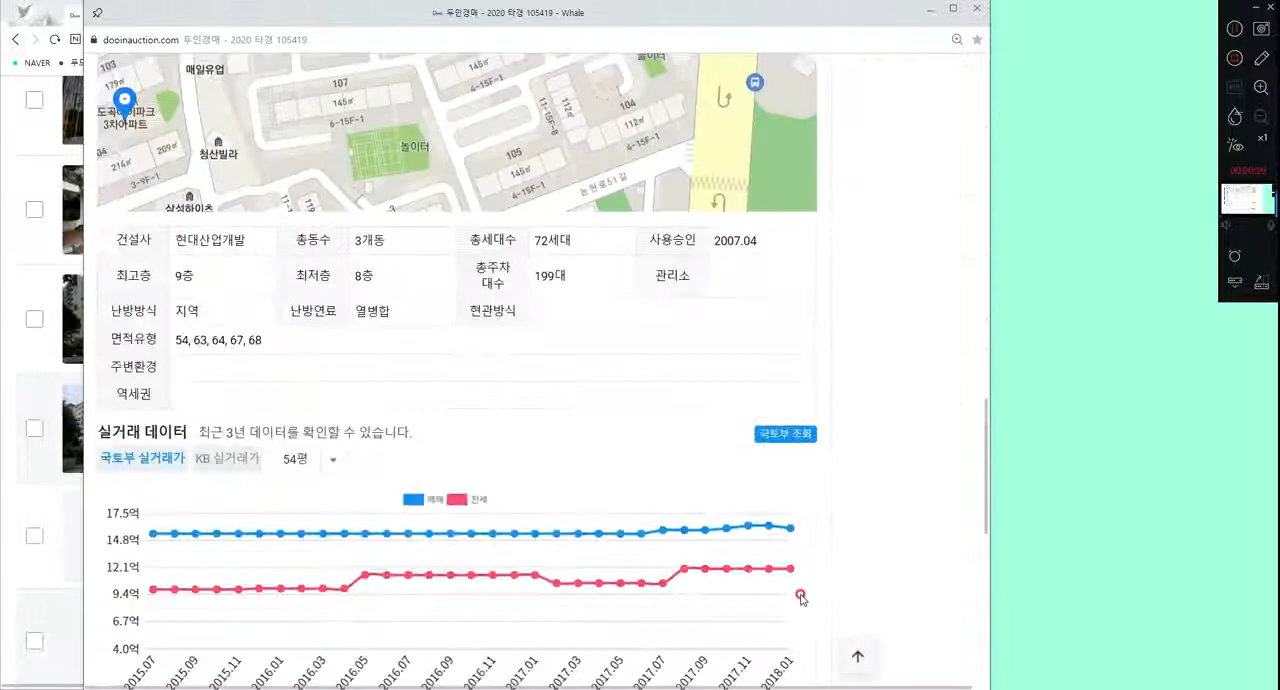 두인경매 - 2020 타경 105419 - Whale
dooinauction.com 두인경매 - 2020 타경 105419
NAVER
103
179㎡
매일유업
도곡아이파크
3차아파트
04
214㎡
209㎡
3-9F-1
청산빌라
삼성하이츠
107
145㎡
6-15F-1
놀이터
145㎡
4-15F-1
11-15F-8
112㎡
104
112㎡
4-15F-1
105
145㎡
4-15F-1
놀이터
논현로51길
건설사 현대산업개발 총동수 3개동 총세대수 72세대 사용승인 2007.04
최고층 9층 최저층 8층 총주차대수 199대 관리소
난방방식 지역 난방연료 열병합 현관방식
면적유형 54, 63, 64, 67, 68
주변환경
역세권
실거래 데이터 최근 3년 데이터를 확인할 수 있습니다. 국토부 조회
국토부 실거래가 KB 실거래가 54평
매매 전세
17.5억
14.8억
12.1억
9.4억
6.7억
4.0억
2015.07 2015.09 2015.11 2016.01 2016.03 2016.05 2016.07 2016.09 2016.11 2017.01 2017.03 2017.05 2017.07 2017.09 2017.11 2018.01
x1